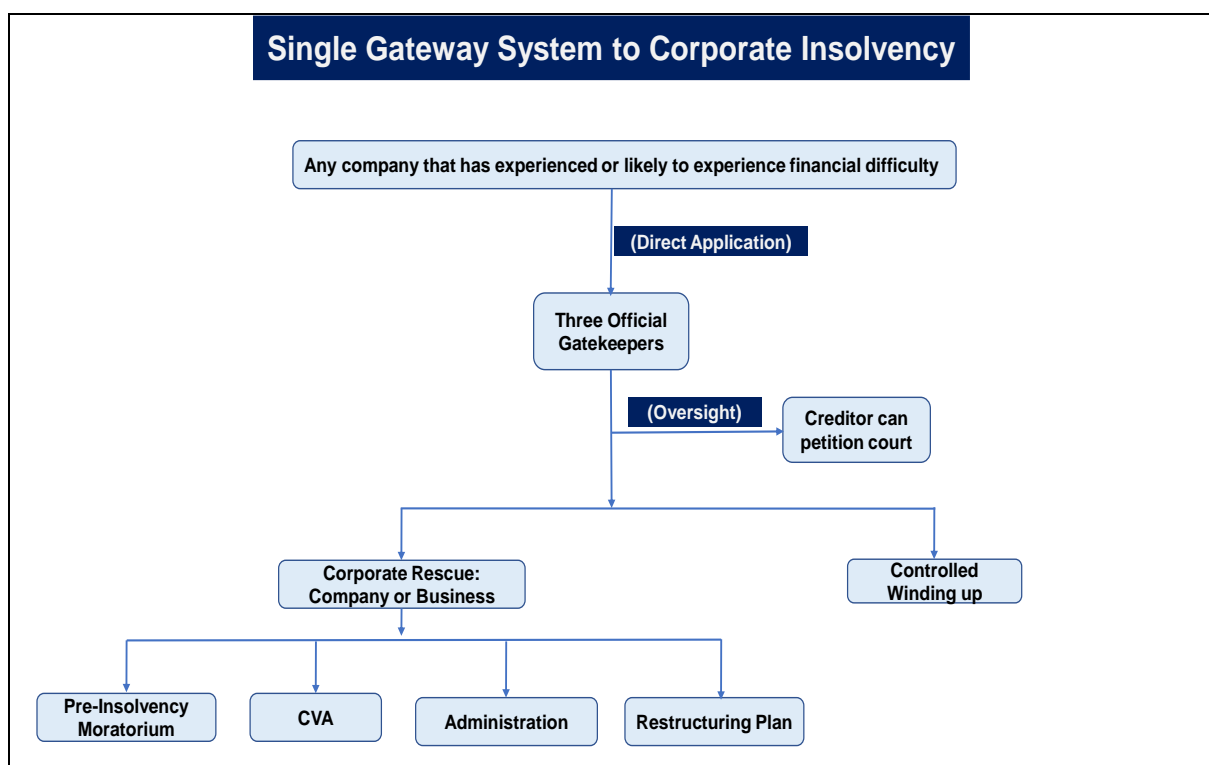 Single Gateway System to Corporate Insolvency
Any company that has experienced or likely to experience financial difficulty
(Direct Application)
Three Official
Gatekeepers
(Oversight)
Creditor can
petition court
Corporate Rescue:
Company or Business
Controlled
Winding up
Pre-Insolvency
Moratorium
CVA
Administration
Restructuring Plan